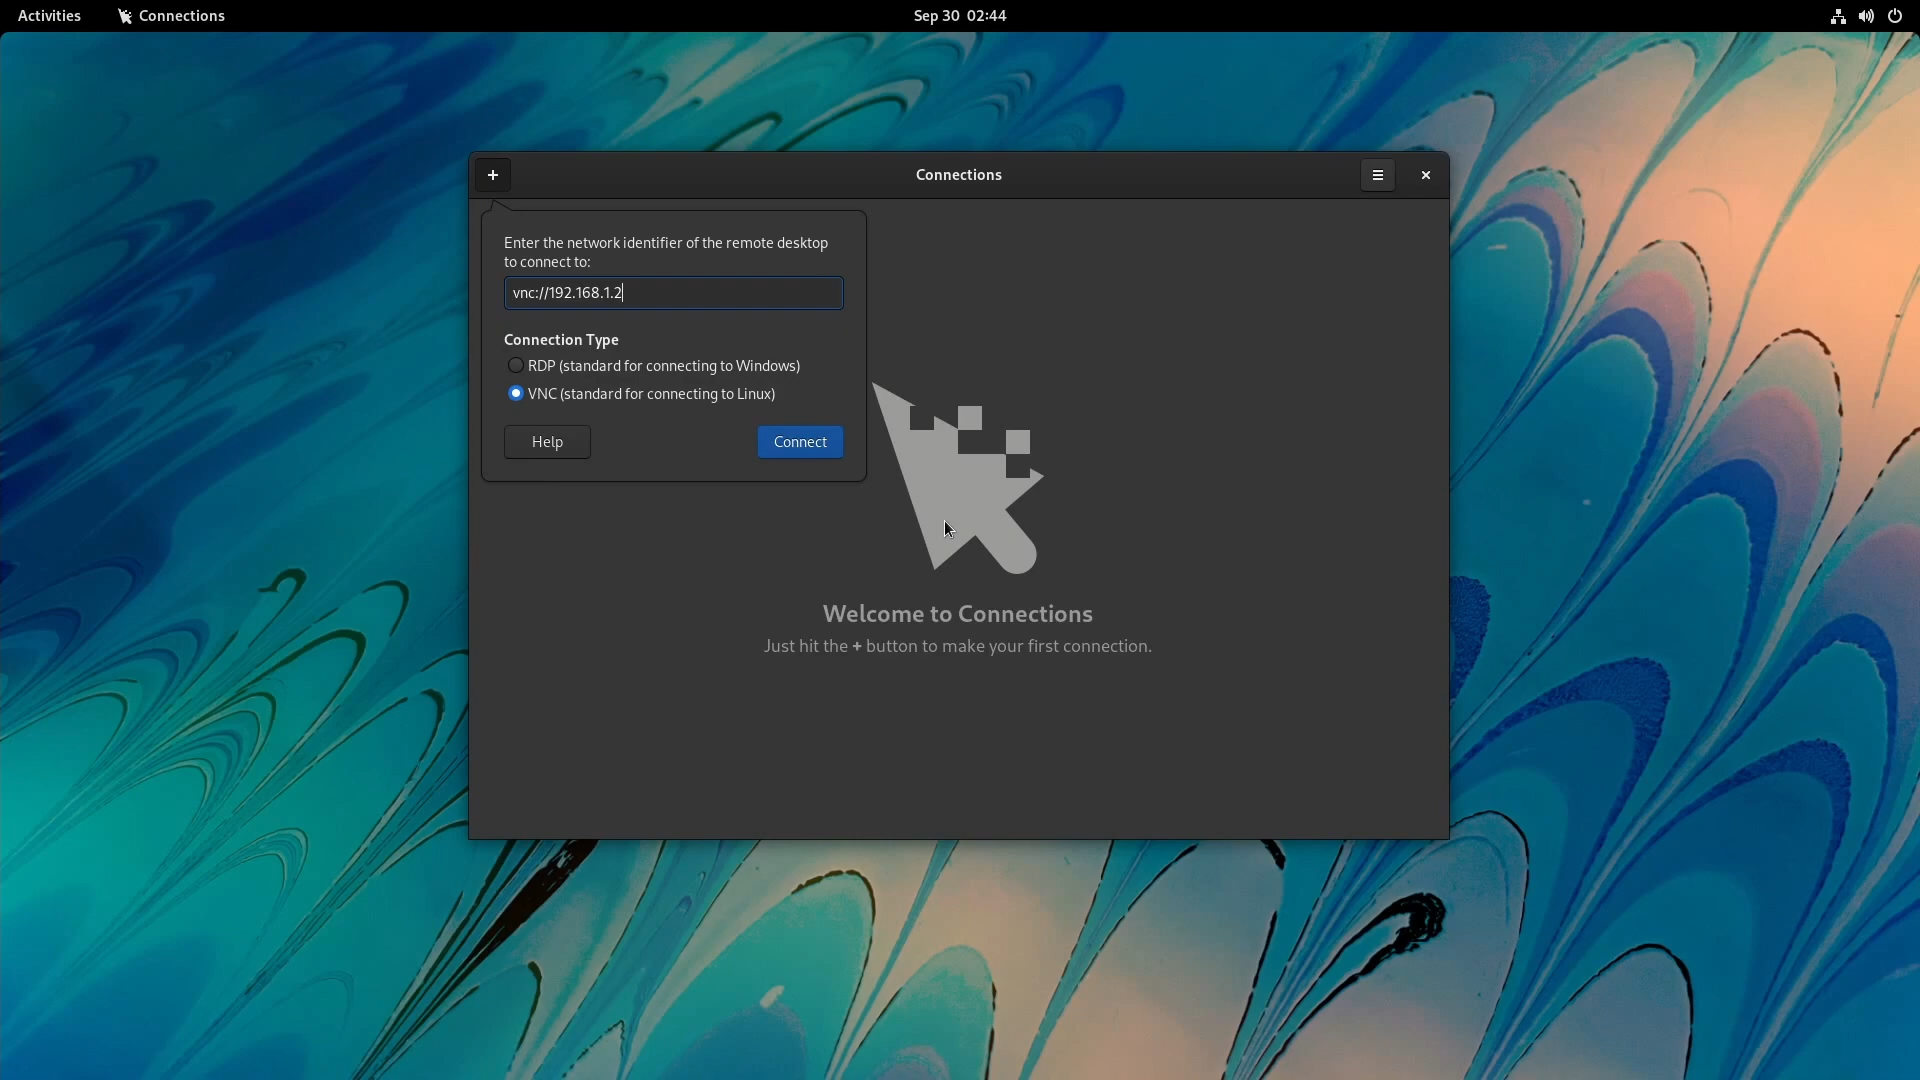 Activities
Connections
Sep 30 02:44
+
Connections
Enter the network identifier of the remote desktop
to connect to:
vnc://192.168.1.2
Connection Type
RDP (standard for connecting to Windows)
VNC (standard for connecting to Linux)
Help
Connect
Welcome to Connections
Just hit the + button to make your first connection.